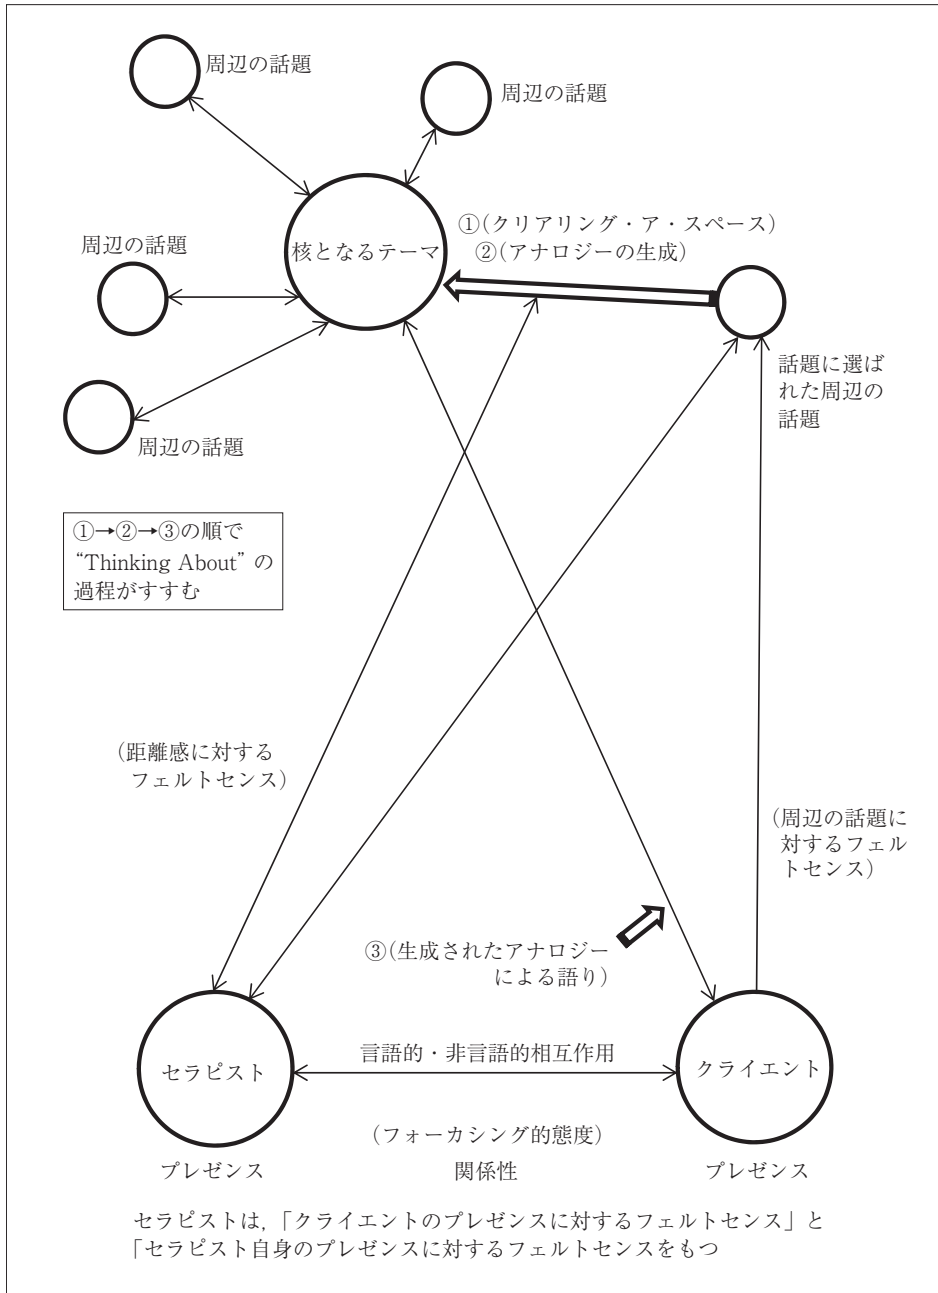 周辺の話題
周辺の話題
①(クリアリング・ア・スペース)
②(アナロジーの生成)
核となるテーマ
周辺の話題
話題に選ば
れた周辺の
話題
周辺の話題
①→②→③の順で
“Thinking About” の
過程がすすむ
(距離感に対する
フェルトセンス)
(周辺の話題に
対するフェル
トセンス)
③(生成されたアナロジー
による語り)
言語的・非言語的相互作用
セラピスト
クライエント
(フォーカシング的態度)
プレゼンス
関係性
プレゼンス
セラピストは,「クライエントのプレゼンスに対するフェルトセンス」と
「セラピスト自身のプレゼンスに対するフェルトセンスをもつ